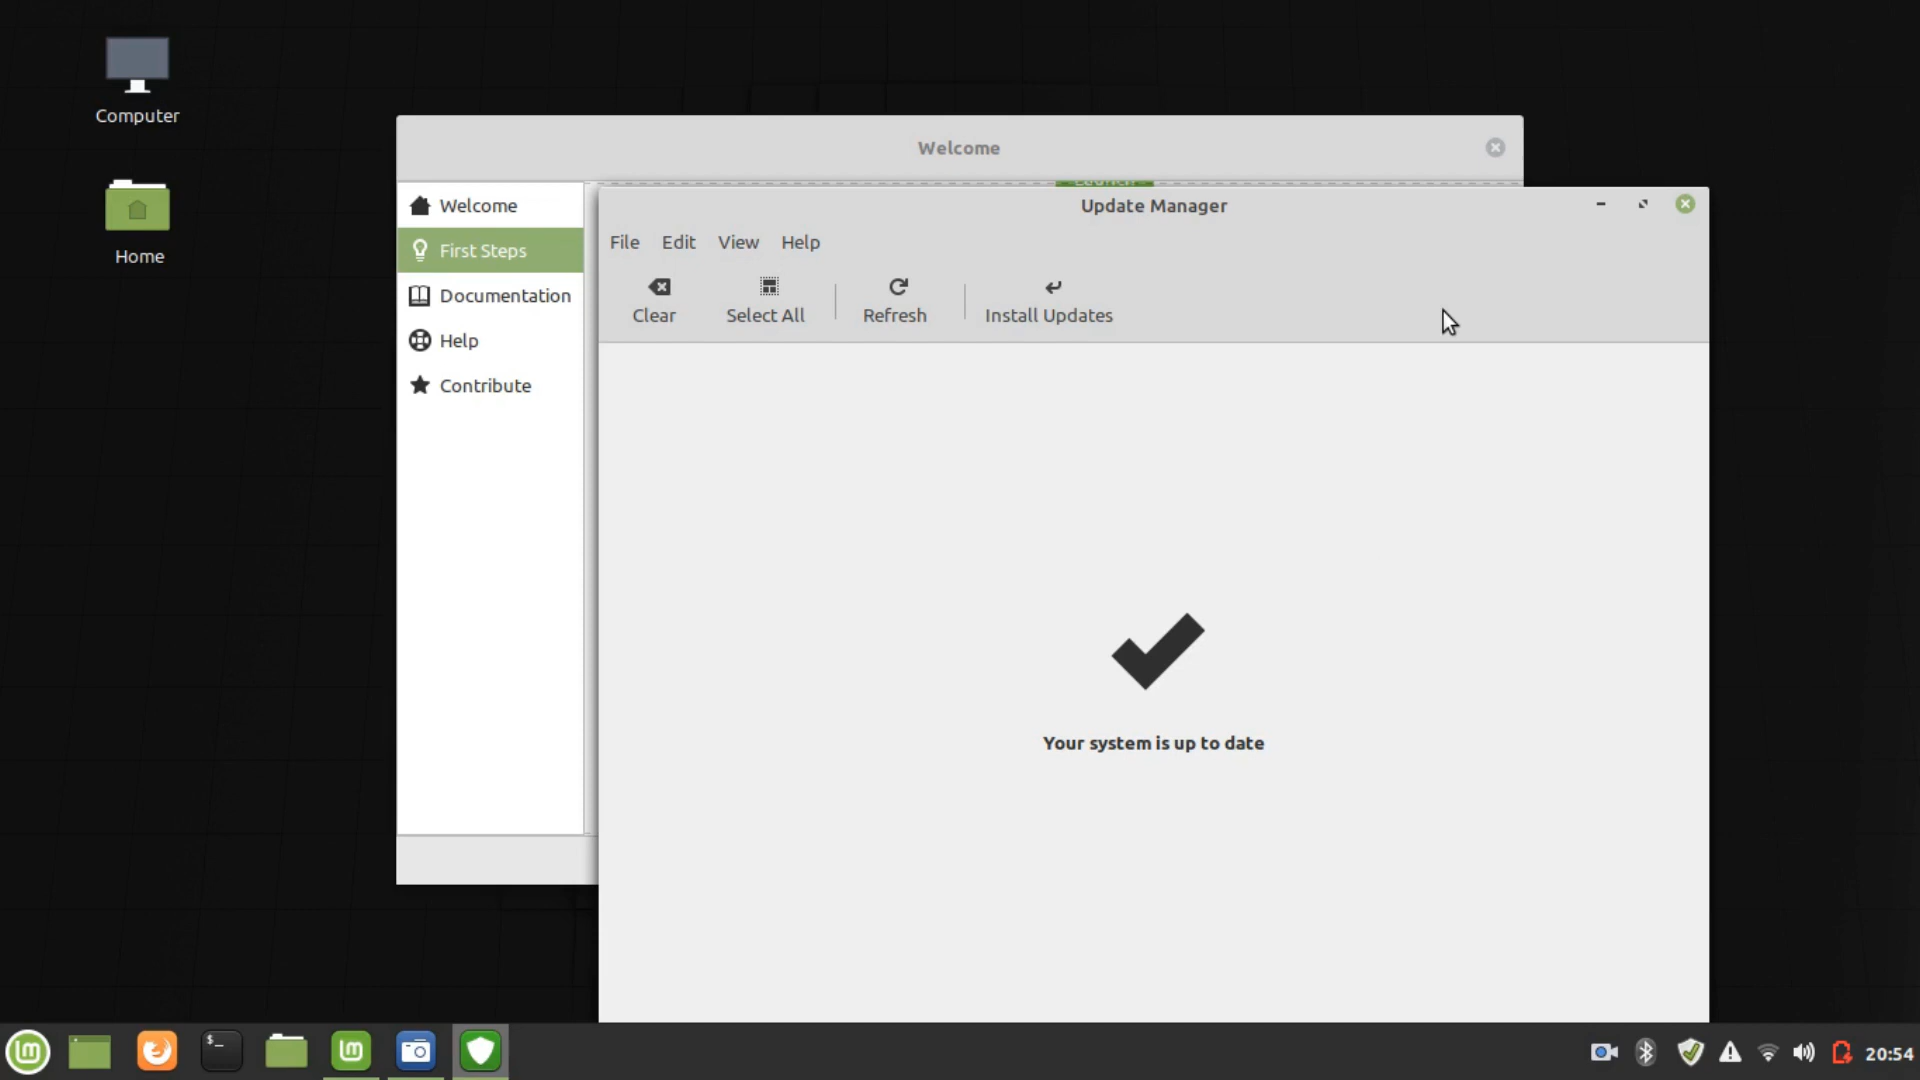 Computer
Home
Welcome
Welcome
First Steps
Documentation
Help
Contribute
Launch
Update Manager
File Edit View Help
Clear Select All Refresh Install Updates
Your system is up to date
$_
20:54